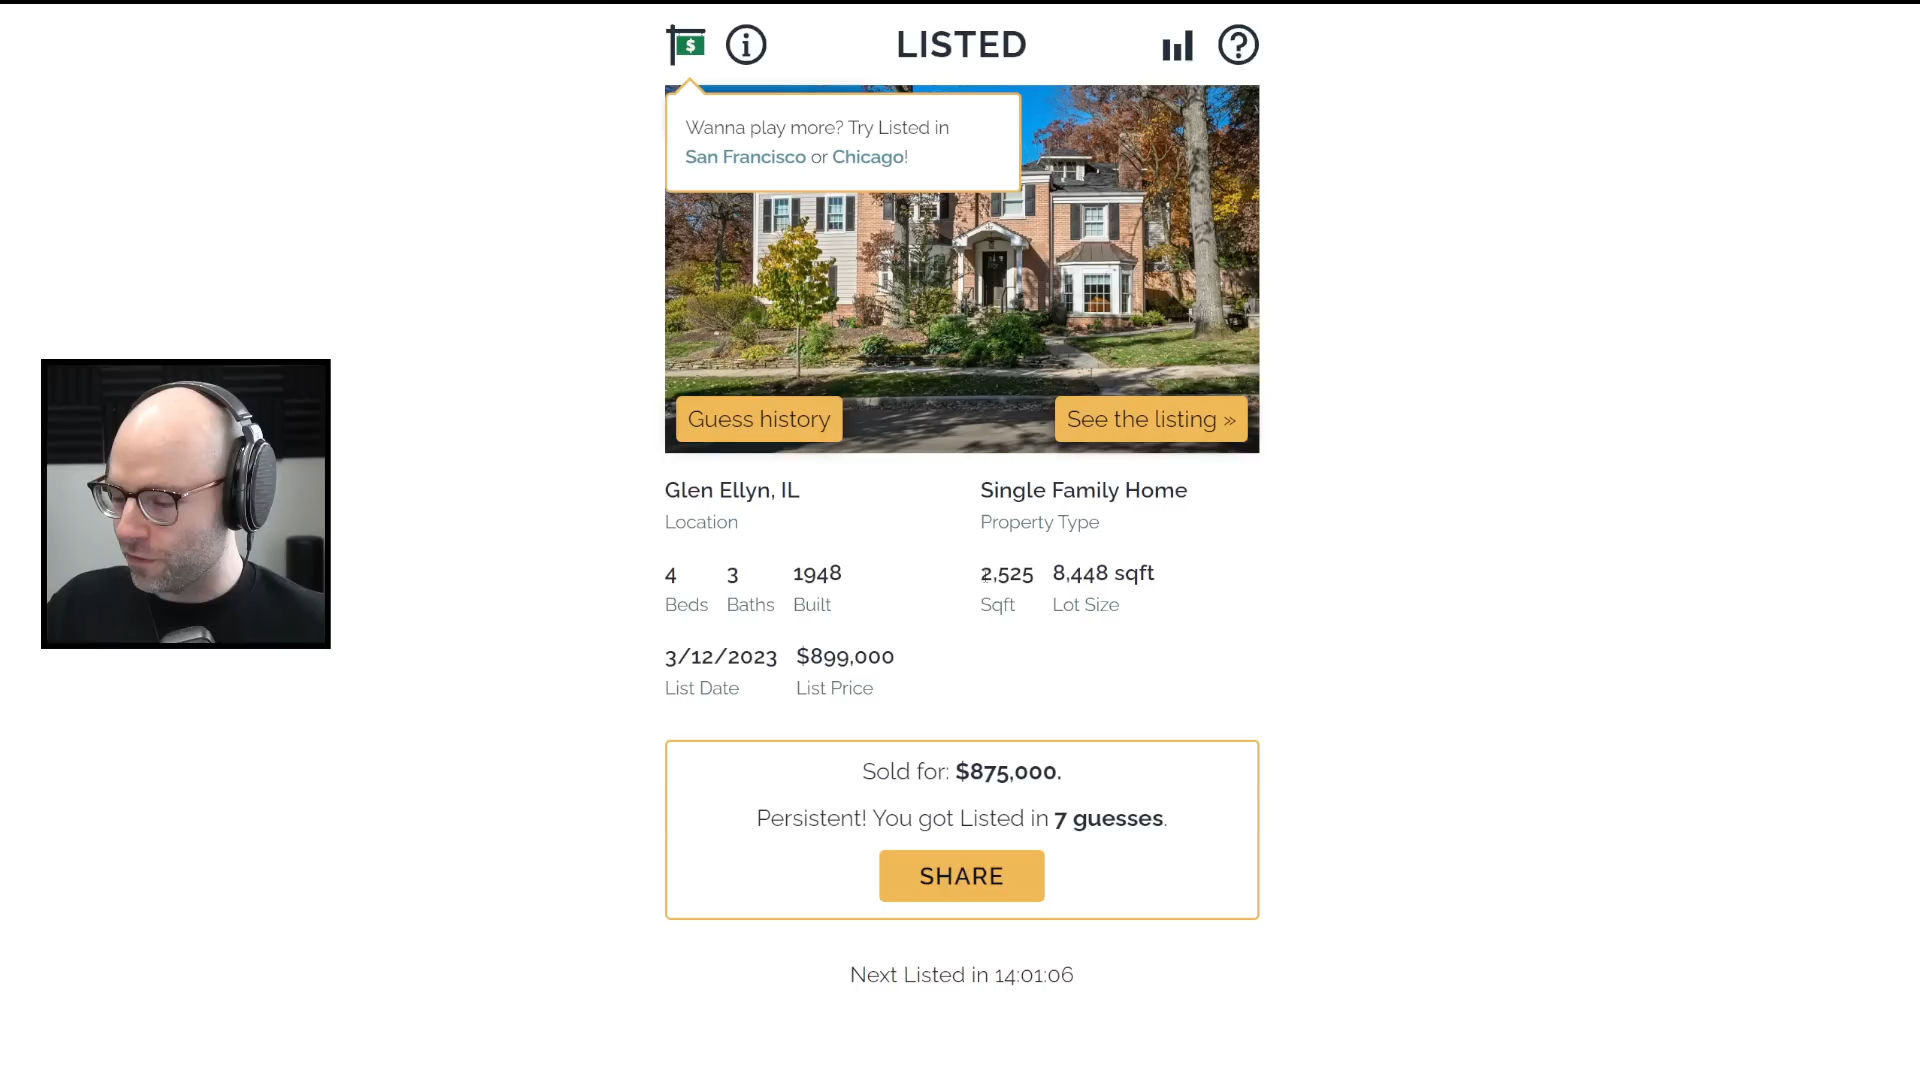 LISTED
Wanna play more? Try Listed in
San Francisco or Chicago!
Guess history
See the listing »
Glen Ellyn, IL
Location
Single Family Home
Property Type
4
Beds
3
Baths
1948
Built
2,525
Sqft
8,448 sqft
Lot Size
3/12/2023
List Date
$899,000
List Price
Sold for: $875,000.
Persistent! You got Listed in 7 guesses.
SHARE
Next Listed in 14:01:06